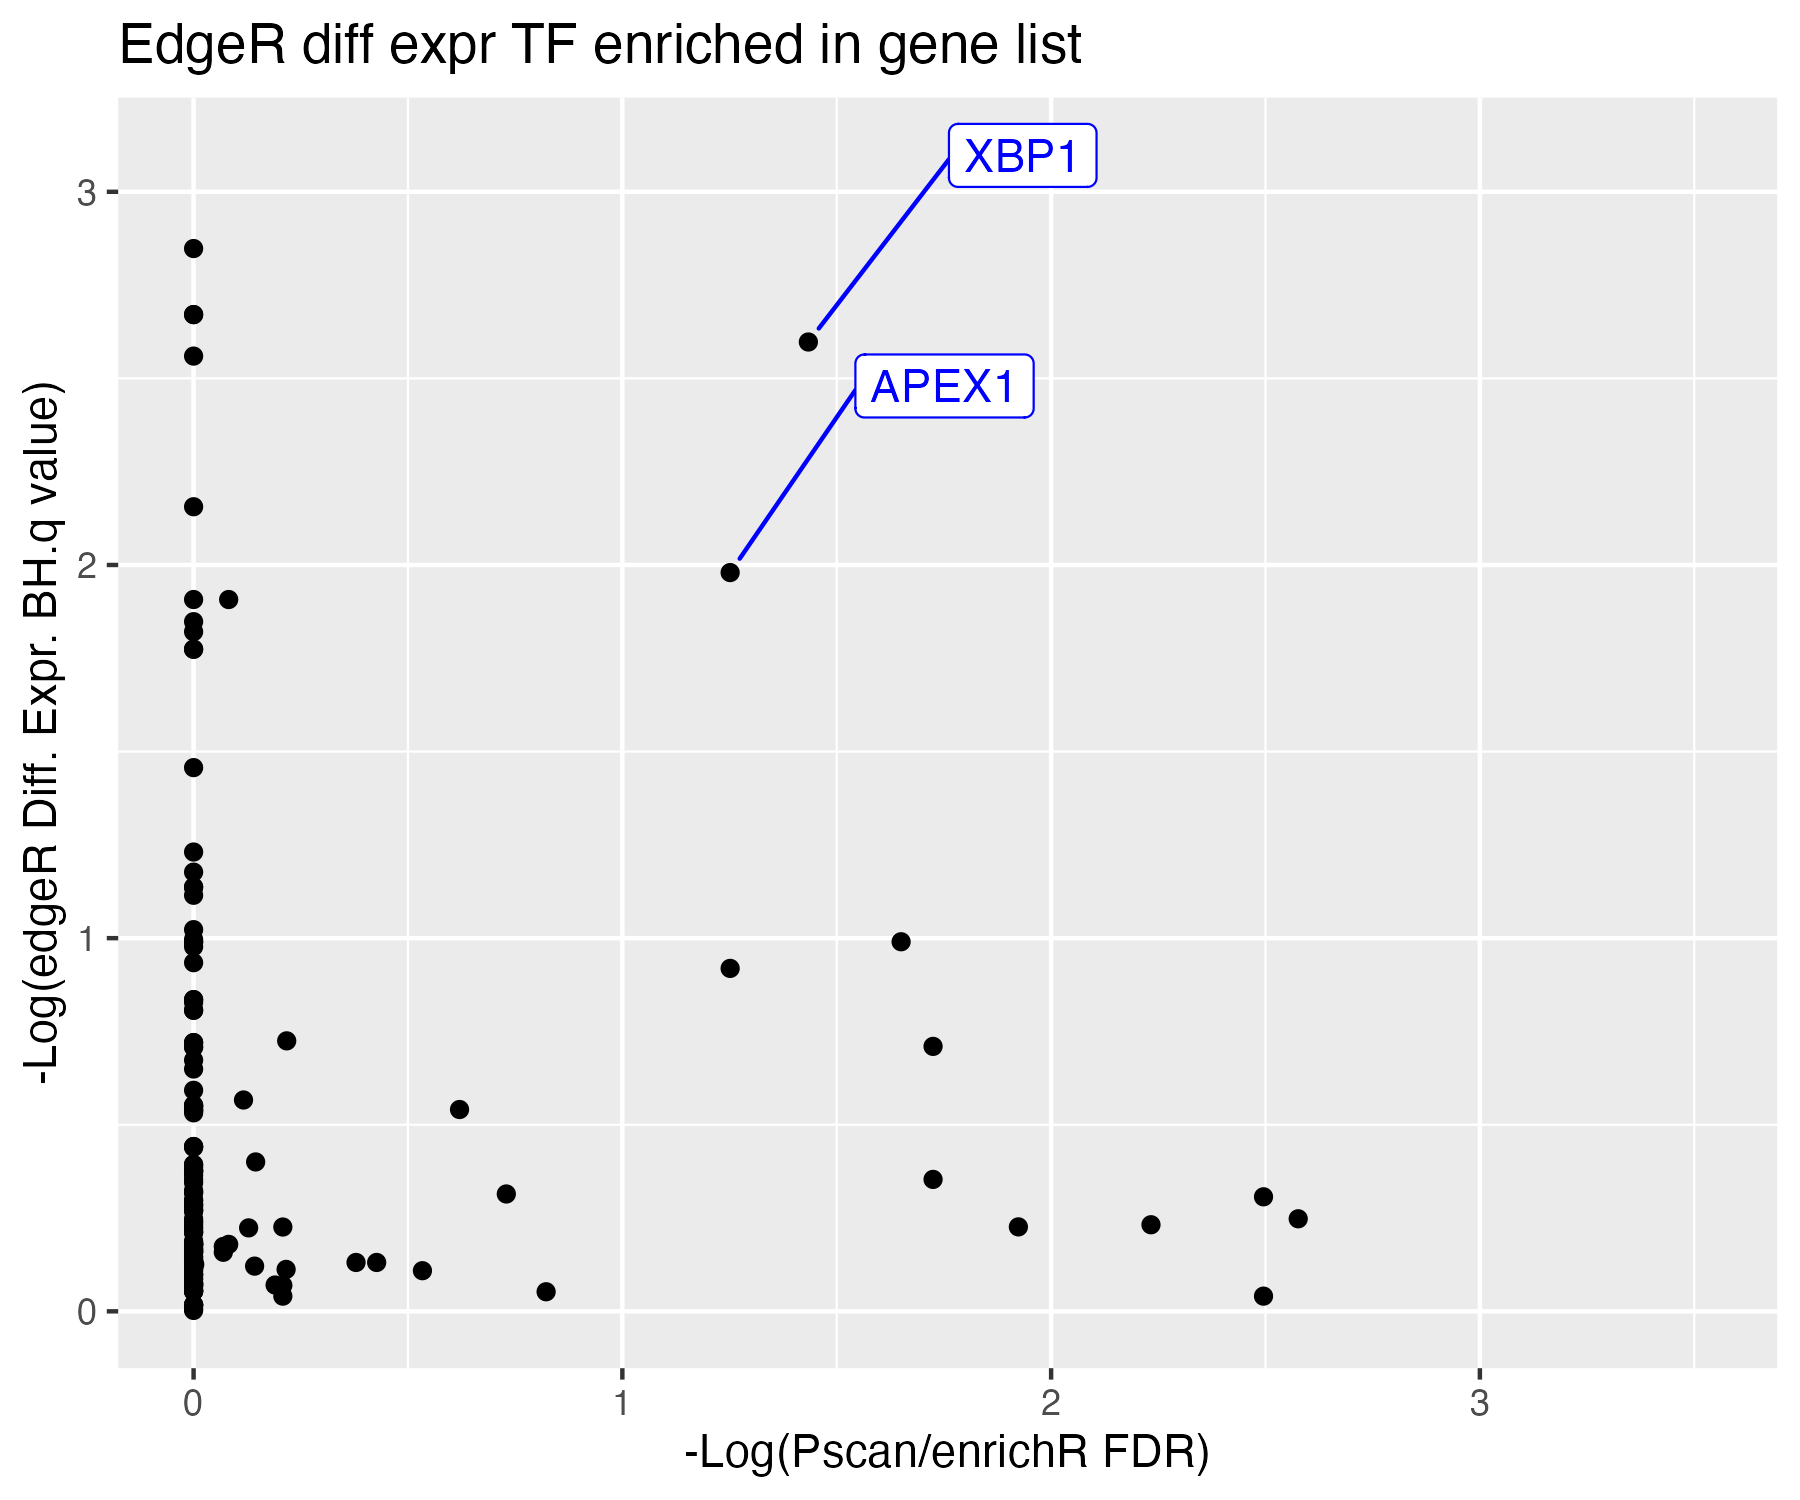 EdgeR diff expr TF enriched in gene list
XBP1
APEX1
-Log(edgeR Diff. Expr. BH.q value)
3
2
1
0
0
1
2
3
-Log(Pscan/enrichR FDR)